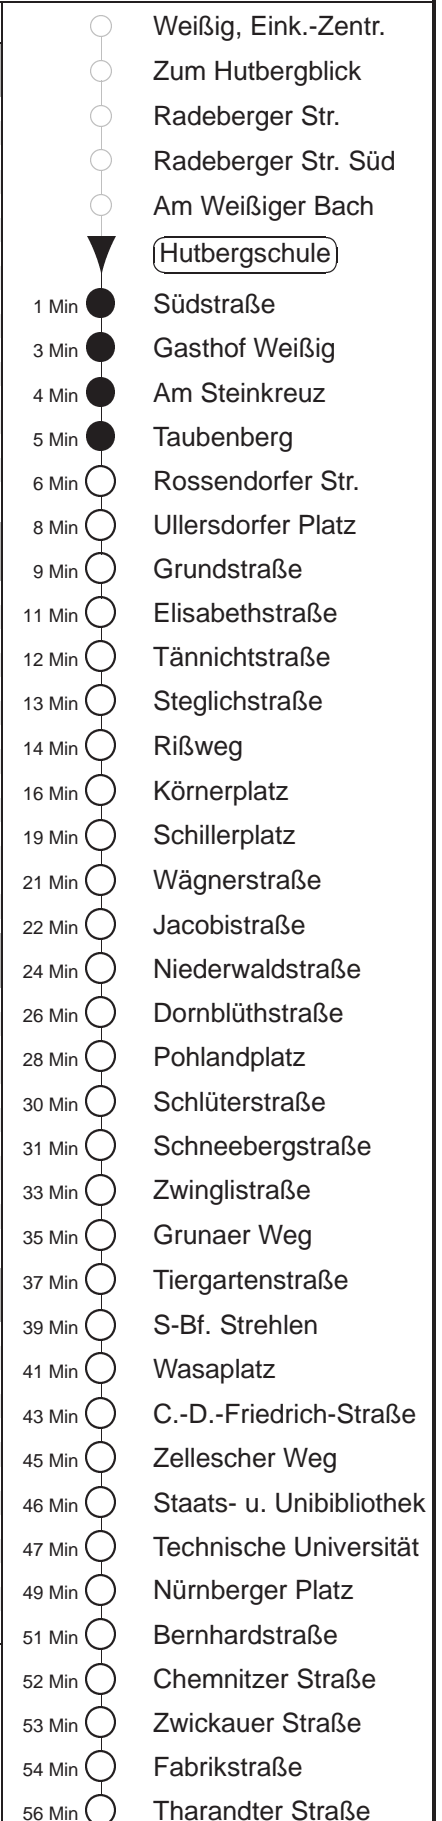 Weißig, Eink.-Zentr.
Zum Hutbergblick
Radeberger Str.
Radeberger Str. Süd
Am Weißiger Bach
Hutbergschule
1 Min Südstraße
3 Min Gasthof Weißig
4 Min Am Steinkreuz
5 Min Taubenberg
6 Min Rossendorfer Str.
8 Min Ullersdorfer Platz
9 Min Grundstraße
11 Min Elisabethstraße
12 Min Tännichtstraße
13 Min Steglichstraße
14 Min Rißweg
16 Min Körnerplatz
19 Min Schillerplatz
21 Min Wägnerstraße
22 Min Jacobistraße
24 Min Niederwaldstraße
26 Min Dornblüthstraße
28 Min Pohlandplatz
30 Min Schlüterstraße
31 Min Schneebergstraße
33 Min Zwinglistraße
35 Min Grunaer Weg
37 Min Tiergartenstraße
39 Min S-Bf. Strehlen
41 Min Wasaplatz
43 Min C.-D.-Friedrich-Straße
45 Min Zellescher Weg
46 Min Staats- u. Unibibliothek
47 Min Technische Universität
49 Min Nürnberger Platz
51 Min Bernhardstraße
52 Min Chemnitzer Straße
53 Min Zwickauer Straße
54 Min Fabrikstraße
56 Min Tharandter Straße